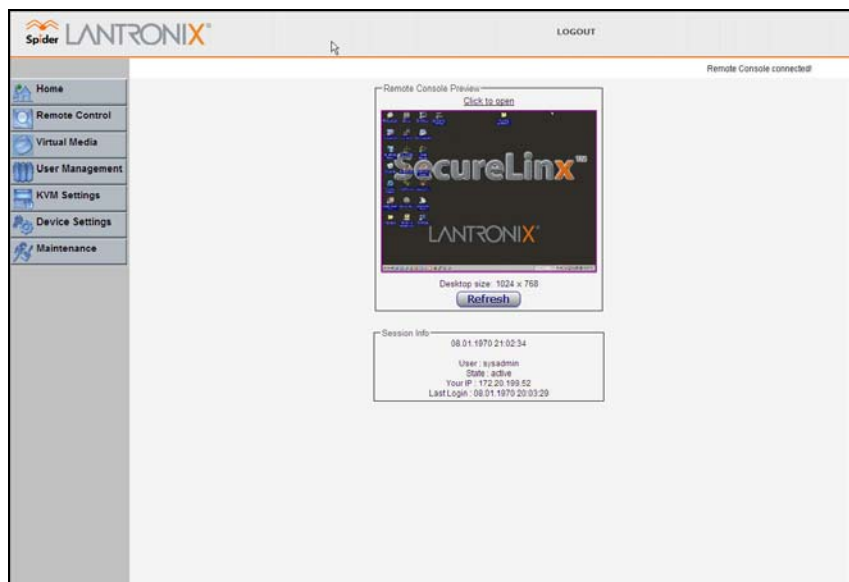 Spider LANTRONIX®
LOGOUT
Remote Console connected!
Home
Remote Control
Virtual Media
User Management
KVM Settings
Device Settings
Maintenance
Remote Console Preview
Click to open
SecureLinx™
LANTRONIX®
Desktop size: 1024 x 768
Refresh
Session Info
08.01.1970 21:02:34
User : sysadmin
State : active
Your IP : 172.20.199.52
Last Login : 08.01.1970 20:03:29